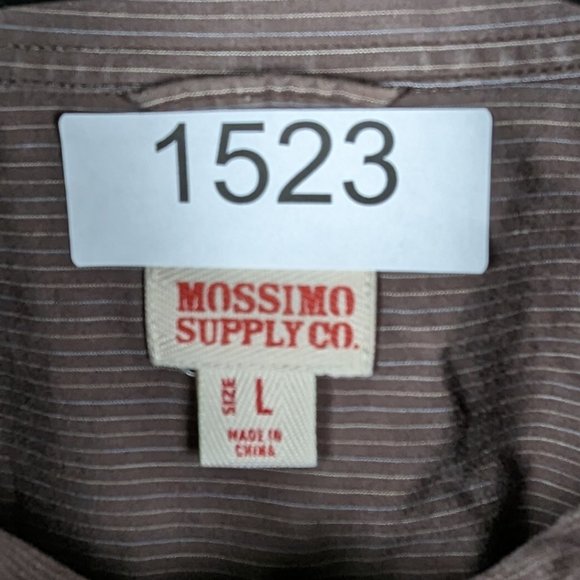 1523
MOSSIMO
SUPPLY CO.
SIZE L
MADE IN
CHINA